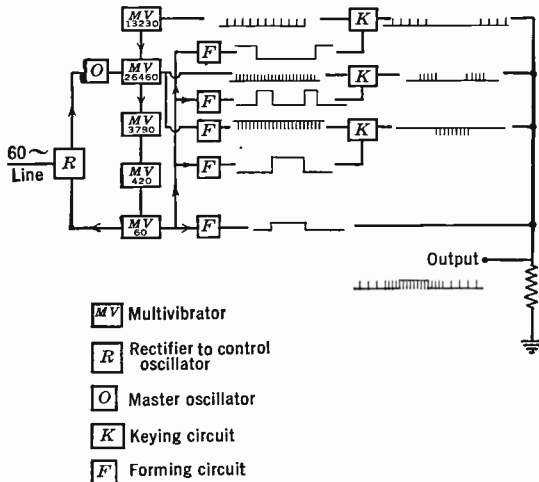 MV 13230
K
F
O
MV 26460
K
F
MV 3780
F
K
60~ Line
R
MV 420
F
MV 60
F
Output
MV Multivibrator
R Rectifier to control oscillator
O Master oscillator
K Keying circuit
F Forming circuit